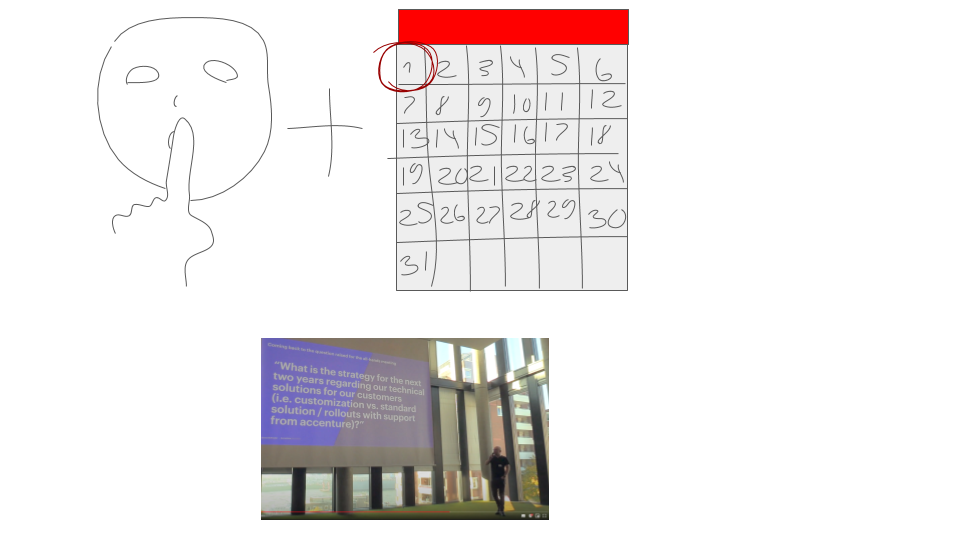 1 2 3 4 5 6
7 8 9 10 11 12
13 14 15 16 17 18
19 20 21 22 23 24
25 26 27 28 29 30
31
"What is the strategy for the next
two years regarding our technical
solutions for our customers
(i.e. customization vs. standard
solution / rollouts with support
from accenture)?"